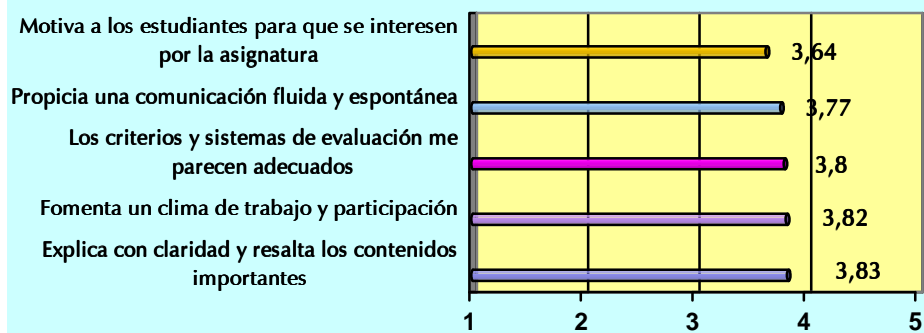 Motiva a los estudiantes para que se interesen
por la asignatura
3,64
Propicia una comunicación fluida y espontánea
3,77
Los criterios y sistemas de evaluación me
parecen adecuados
3,8
Fomenta un clima de trabajo y participación
3,82
Explica con claridad y resalta los contenidos
importantes
3,83
1 2 3 4 5